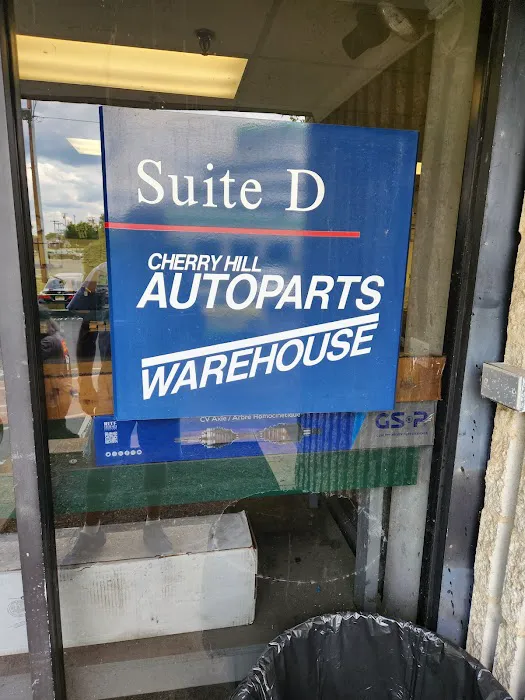 Suite D
CHERRY HILL
AUTOPARTS
WAREHOUSE
CV Axle / Arbre Homocinétique
GSP